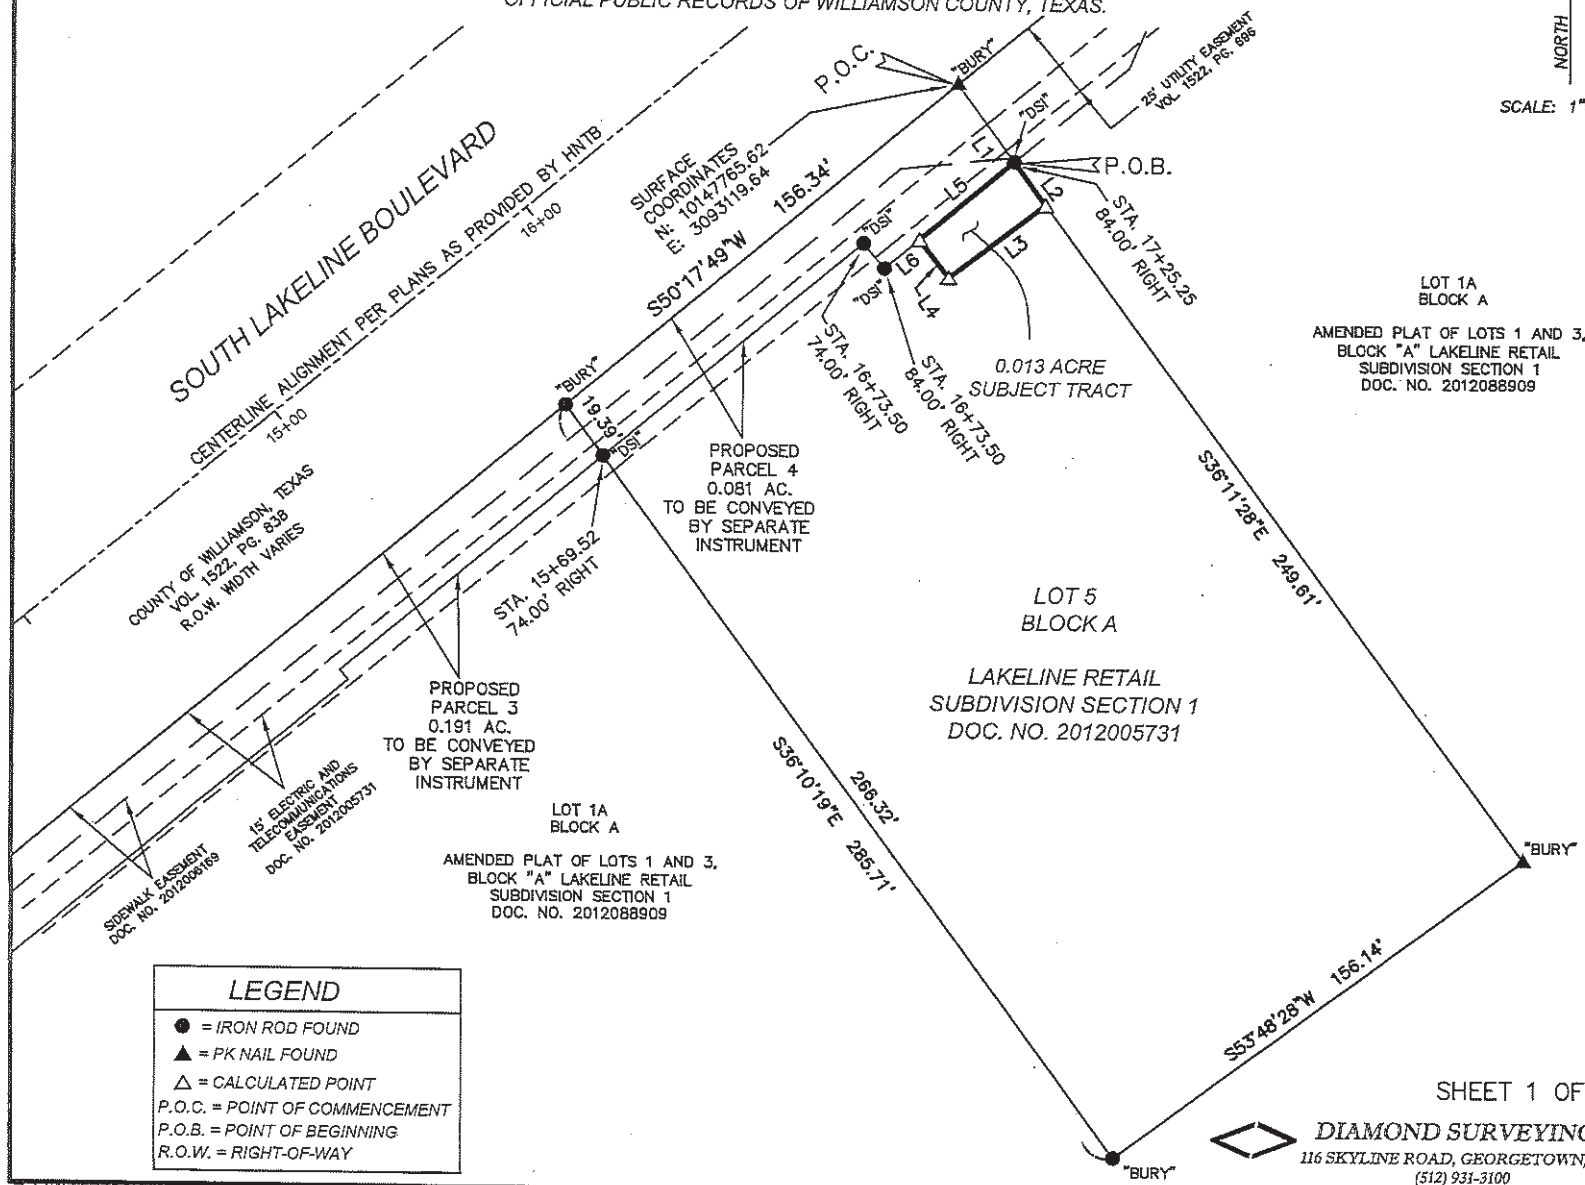 OFFICIAL PUBLIC RECORDS OF WILLIAMSON COUNTY, TEXAS.
NORTH
SCALE: 1"
P.O.C.
"BURY"
25' UTILITY EASEMENT
VOL. 1522, PG. 696
"DSI"
L1
P.O.B.
L2
L5
L3
L6
L4
STA. 17+25.25
84.00' RIGHT
SURFACE
COORDINATES
N: 10147765.62
E: 3093119.64
156.34'
S50°17'49"W
SOUTH LAKELINE BOULEVARD
CENTERLINE ALIGNMENT PER PLANS AS PROVIDED BY HNTB
16+00
15+00
"DSI"
"DSI"
STA. 16+73.50
74.00' RIGHT
STA. 16+73.50
84.00' RIGHT
0.013 ACRE
SUBJECT TRACT
LOT 1A
BLOCK A
AMENDED PLAT OF LOTS 1 AND 3,
BLOCK "A" LAKELINE RETAIL
SUBDIVISION SECTION 1
DOC. NO. 2012088909
"BURY"
19.39'
"DSI"
PROPOSED
PARCEL 4
0.081 AC.
TO BE CONVEYED
BY SEPARATE
INSTRUMENT
COUNTY OF WILLIAMSON, TEXAS
VOL. 1522, PG. 838
R.O.W. WIDTH VARIES
STA. 15+69.52
74.00' RIGHT
S36°11'28"E 249.61'
LOT 5
BLOCK A
LAKELINE RETAIL
SUBDIVISION SECTION 1
DOC. NO. 2012005731
PROPOSED
PARCEL 3
0.191 AC.
TO BE CONVEYED
BY SEPARATE
INSTRUMENT
266.32'
S36°10'19"E 285.71'
15' ELECTRIC AND
TELECOMMUNICATIONS
EASEMENT
DOC. NO. 2012005731
SIDEWALK EASEMENT
DOC. NO. 2012006169
LOT 1A
BLOCK A
AMENDED PLAT OF LOTS 1 AND 3,
BLOCK "A" LAKELINE RETAIL
SUBDIVISION SECTION 1
DOC. NO. 2012088909
"BURY"
S53°48'28"W 156.14'
"BURY"
LEGEND
= IRON ROD FOUND
= PK NAIL FOUND
= CALCULATED POINT
P.O.C. = POINT OF COMMENCEMENT
P.O.B. = POINT OF BEGINNING
R.O.W. = RIGHT-OF-WAY
SHEET 1 OF
DIAMOND SURVEYING
116 SKYLINE ROAD, GEORGETOWN,
(512) 931-3100